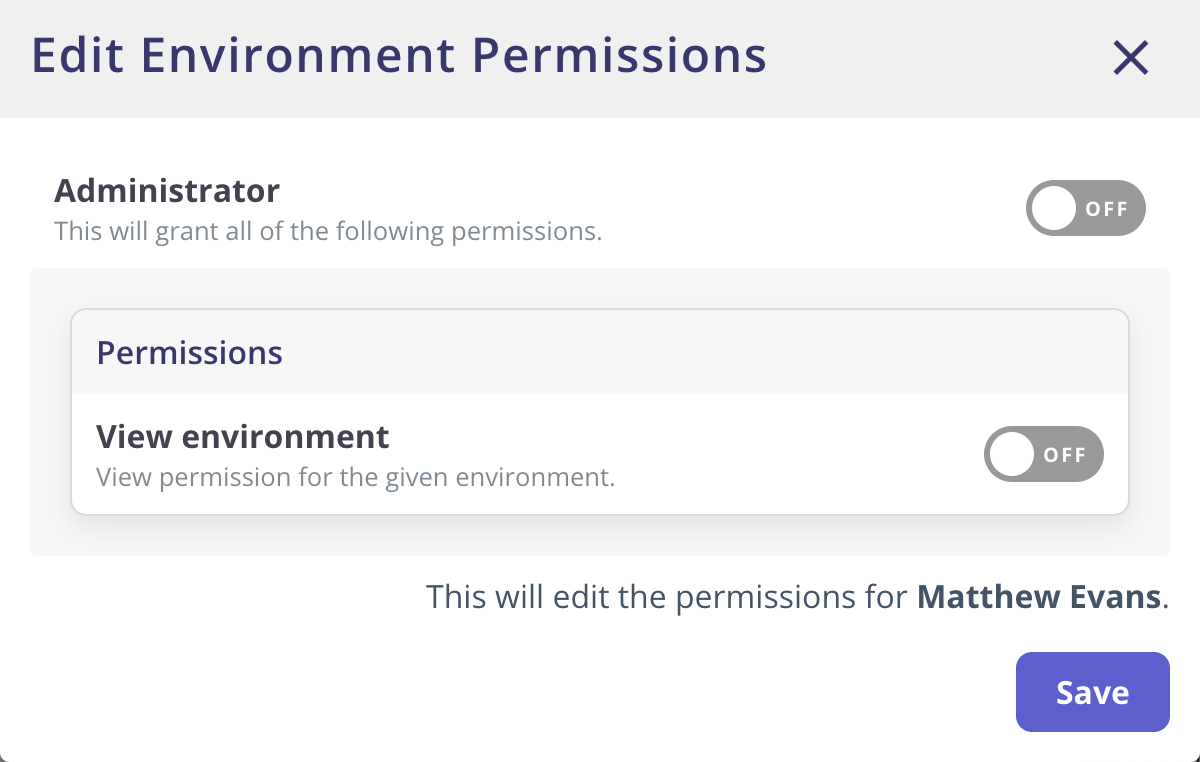 Edit Environment Permissions
Administrator
OFF
This will grant all of the following permissions.
Permissions
View environment
OFF
View permission for the given environment.
This will edit the permissions for Matthew Evans.
Save